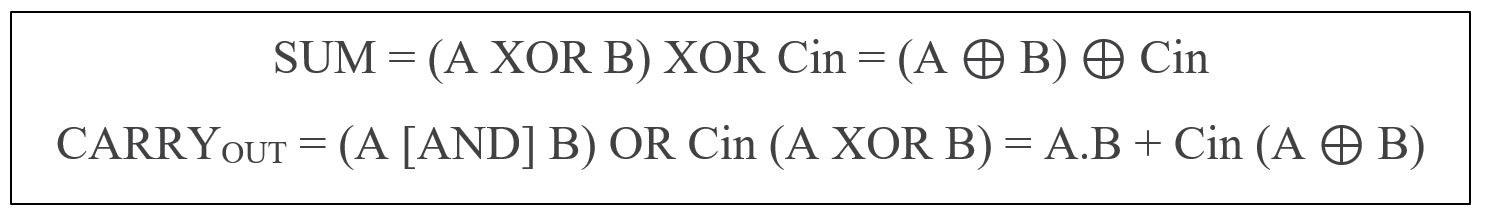 SUM = (A XOR B) XOR Cin = (A ⊕ B) ⊕ Cin
CARRYOUT = (A [AND] B) OR Cin (A XOR B) = A.B + Cin (A ⊕ B)